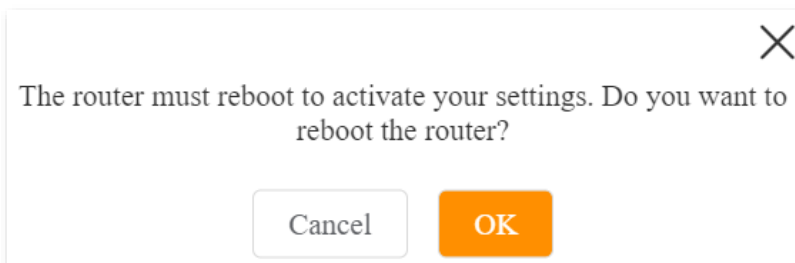 The router must reboot to activate your settings. Do you want to
reboot the router?
Cancel
OK